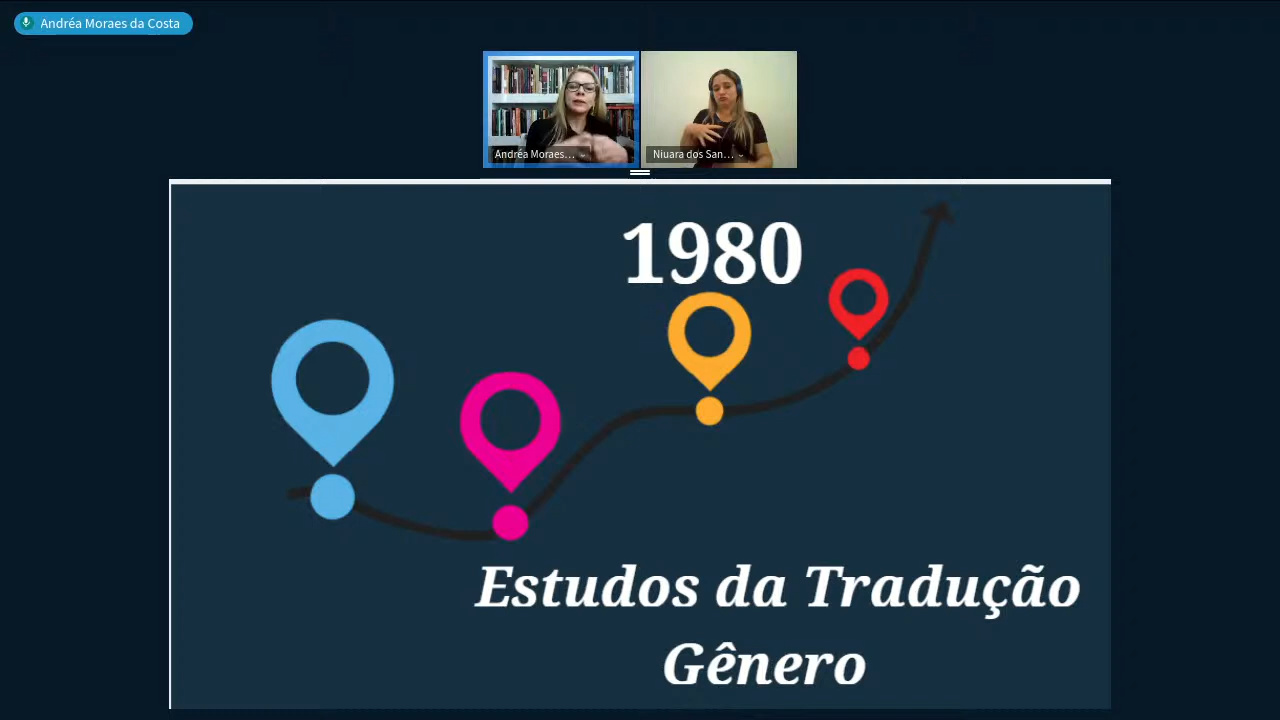 Andréa Moraes da Costa
Andréa Moraes...
Niuara dos San...
1980
Estudos da Tradução
Gênero